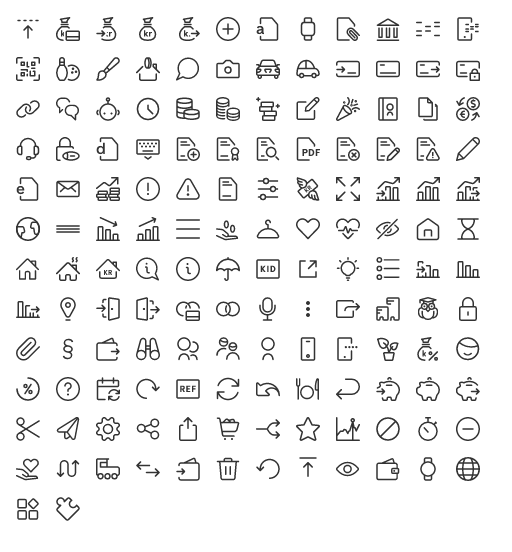 k :r kr k. a
d PDF
e
KR i i KID
§ k%
% ? REF